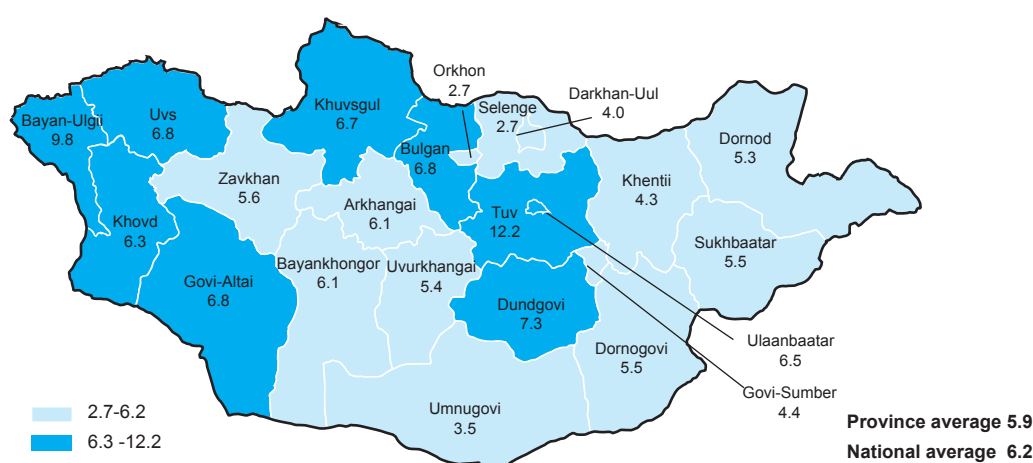 Orkhon
2.7
Darkhan-Uul
4.0
Selenge
2.7
Khuvsgul
6.7
Uvs
6.8
Bayan-Ulgii
9.8
Bulgan
6.8
Dornod
5.3
Zavkhan
5.6
Khentii
4.3
Arkhangai
6.1
Tuv
12.2
Khovd
6.3
Sukhbaatar
5.5
Bayankhongor
6.1
Uvurkhangai
5.4
Govi-Altai
6.8
Dundgovi
7.3
Ulaanbaatar
6.5
Dornogovi
5.5
Govi-Sumber
4.4
Umnugovi
3.5
2.7-6.2
6.3 -12.2
Province average 5.9
National average 6.2